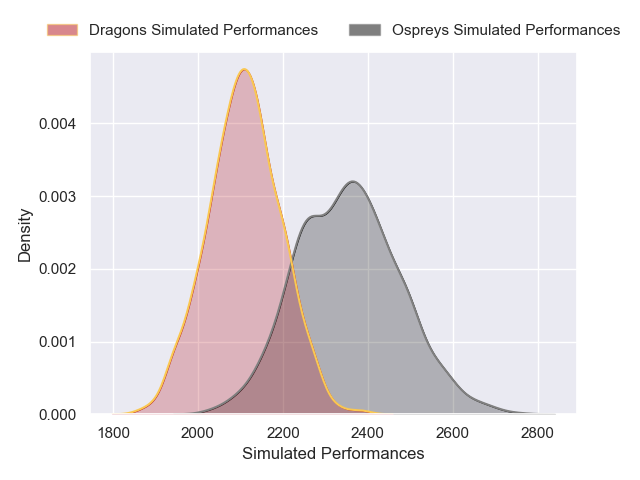 Dragons Simulated Performances Ospreys Simulated Performances
0.004
0.003
0.002
0.001
0.000
Density
1800 2000 2200 2400 2600 2800
Simulated Performances